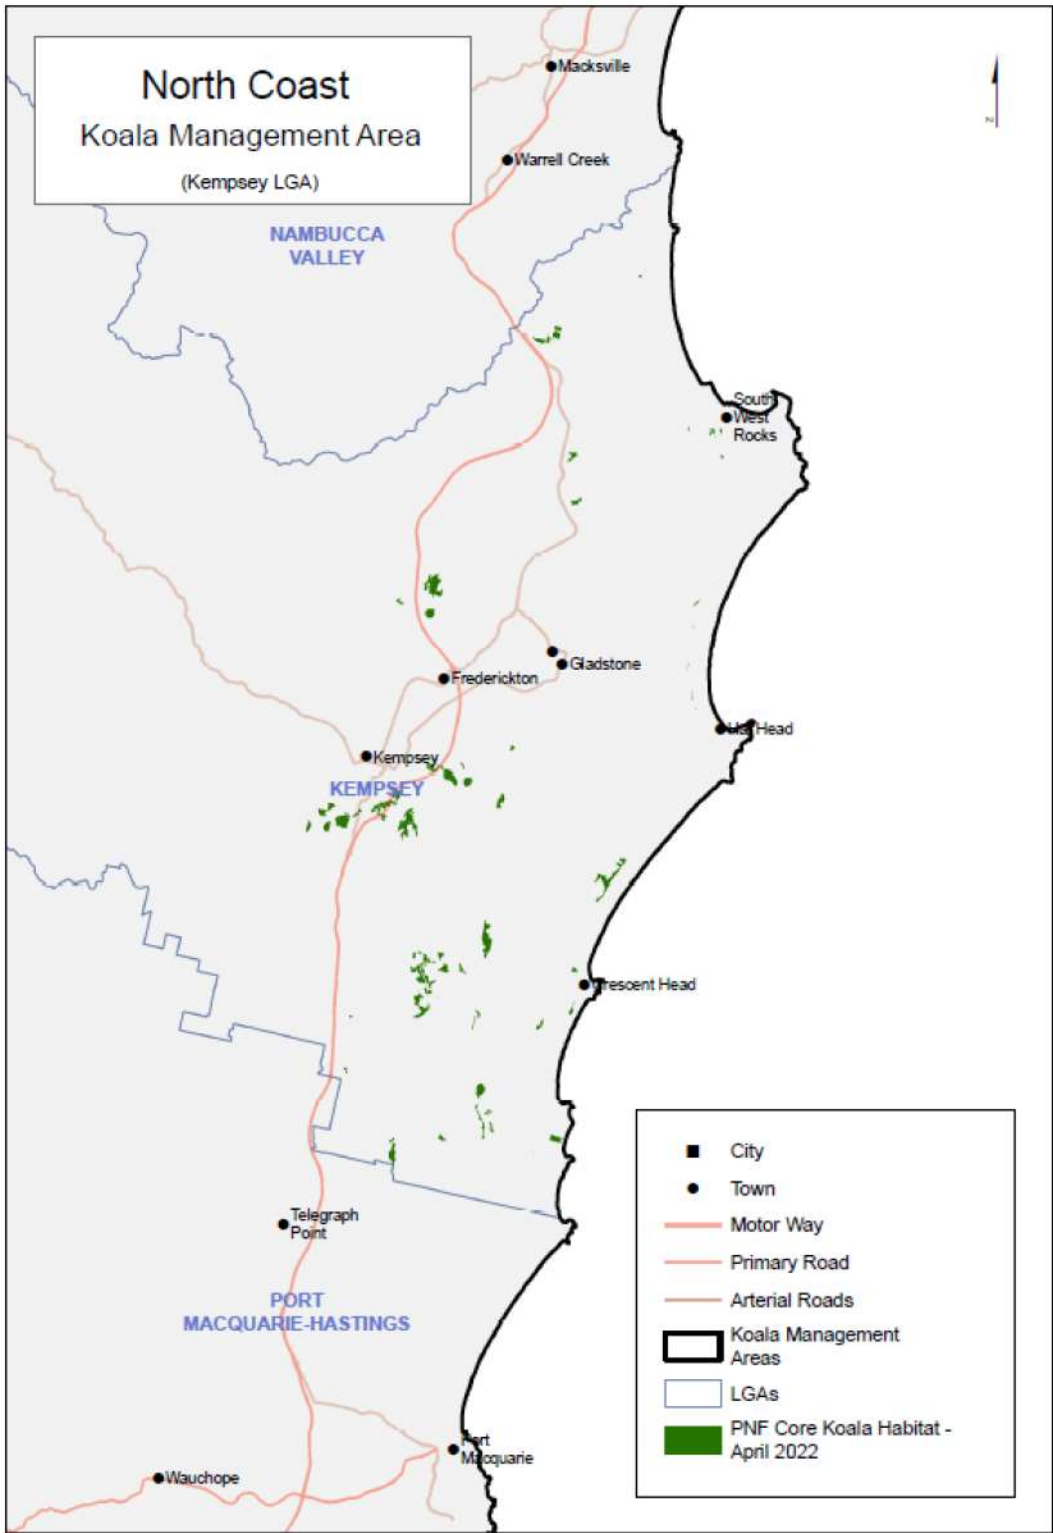 North Coast
Koala Management Area
(Kempsey LGA)
Macksville
Warrell Creek
NAMBUCCA
VALLEY
South
West
Rocks
Gladstone
Frederickton
Head
Kempsey
KEMPSEY
Crescent Head
Telegraph
Point
PORT
MACQUARIE-HASTINGS
Port
Macquarie
Wauchope
City
Town
Motor Way
Primary Road
Arterial Roads
Koala Management
Areas
LGAs
PNF Core Koala Habitat -
April 2022